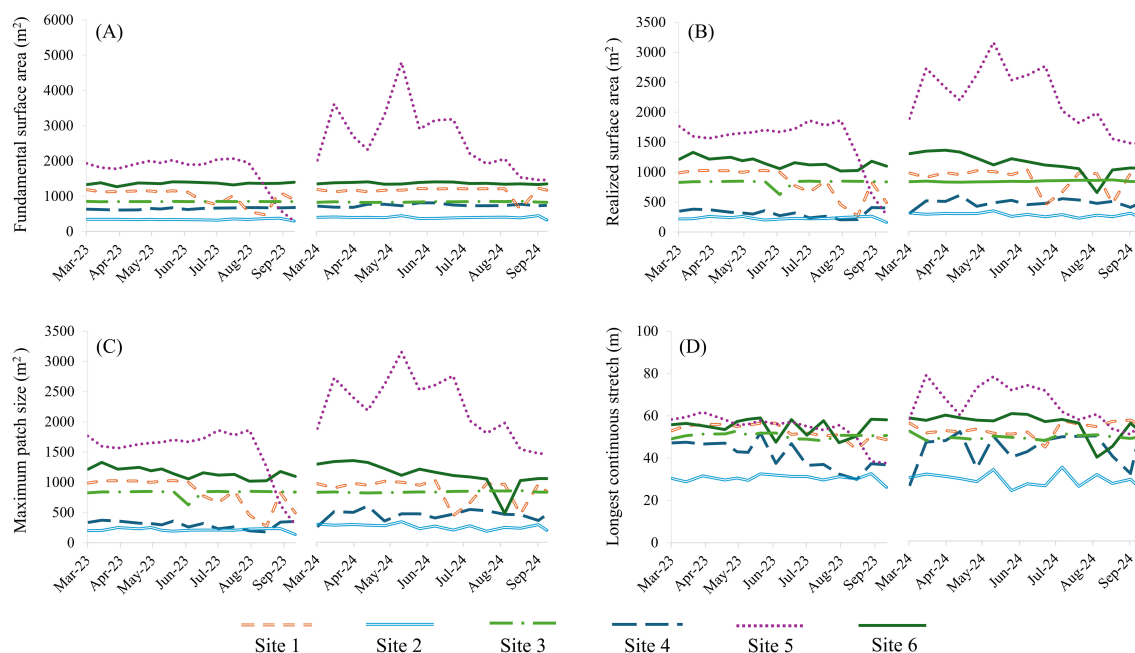 (A)
Fundamental surface area (m²)
6000
5000
4000
3000
2000
1000
0
Mar-23
Apr-23
May-23
Jun-23
Jul-23
Aug-23
Sep-23
Mar-24
Apr-24
May-24
Jun-24
Jul-24
Aug-24
Sep-24
(B)
Realized surface area (m²)
3500
3000
2500
2000
1500
1000
500
0
Mar-23
Apr-23
May-23
Jun-23
Jul-23
Aug-23
Sep-23
Mar-24
Apr-24
May-24
Jun-24
Jul-24
Aug-24
Sep-24
(C)
Maximum patch size (m²)
3500
3000
2500
2000
1500
1000
500
0
Mar-23
Apr-23
May-23
Jun-23
Jul-23
Aug-23
Sep-23
Mar-24
Apr-24
May-24
Jun-24
Jul-24
Aug-24
Sep-24
(D)
Longest continuous stretch (m)
100
80
60
40
20
0
Mar-23
Apr-23
May-23
Jun-23
Jul-23
Aug-23
Sep-23
Mar-24
Apr-24
May-24
Jun-24
Jul-24
Aug-24
Sep-24
Site 1 Site 2 Site 3 Site 4 Site 5 Site 6